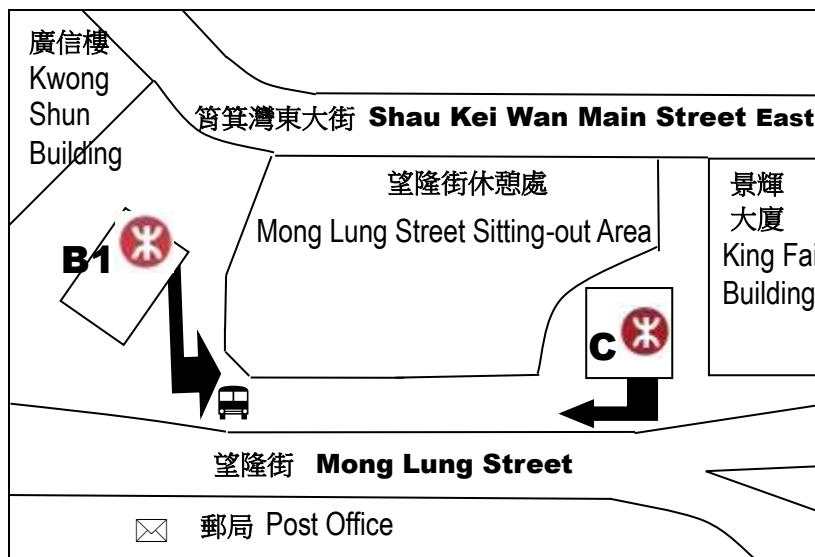 廣信樓
Kwong
Shun
Building
筲箕灣東大街 Shau Kei Wan Main Street East
望隆街休憩處
Mong Lung Street Sitting-out Area
景輝
大廈
King Fai
Building
B1
C
望隆街 Mong Lung Street
郵局 Post Office